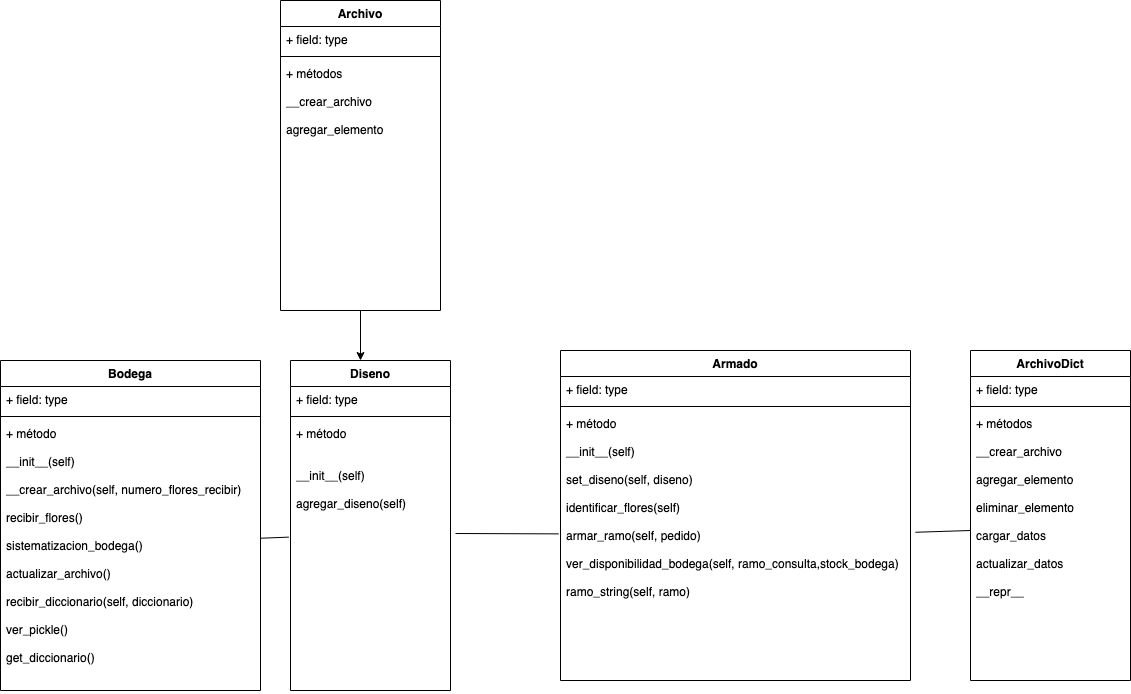 Archivo
+ field: type
+ métodos
__crear_archivo
agregar_elemento
Bodega
+ field: type
+ método
__init__(self)
__crear_archivo(self, numero_flores_recibir)
recibir_flores()
sistematizacion_bodega()
actualizar_archivo()
recibir_diccionario(self, diccionario)
ver_pickle()
get_diccionario()
Diseno
+ field: type
+ método
__init__(self)
agregar_diseno(self)
Armado
+ field: type
+ método
__init__(self)
set_diseno(self, diseno)
identificar_flores(self)
armar_ramo(self, pedido)
ver_disponibilidad_bodega(self, ramo_consulta,stock_bodega)
ramo_string(self, ramo)
ArchivoDict
+ field: type
+ métodos
__crear_archivo
agregar_elemento
eliminar_elemento
cargar_datos
actualizar_datos
__repr__